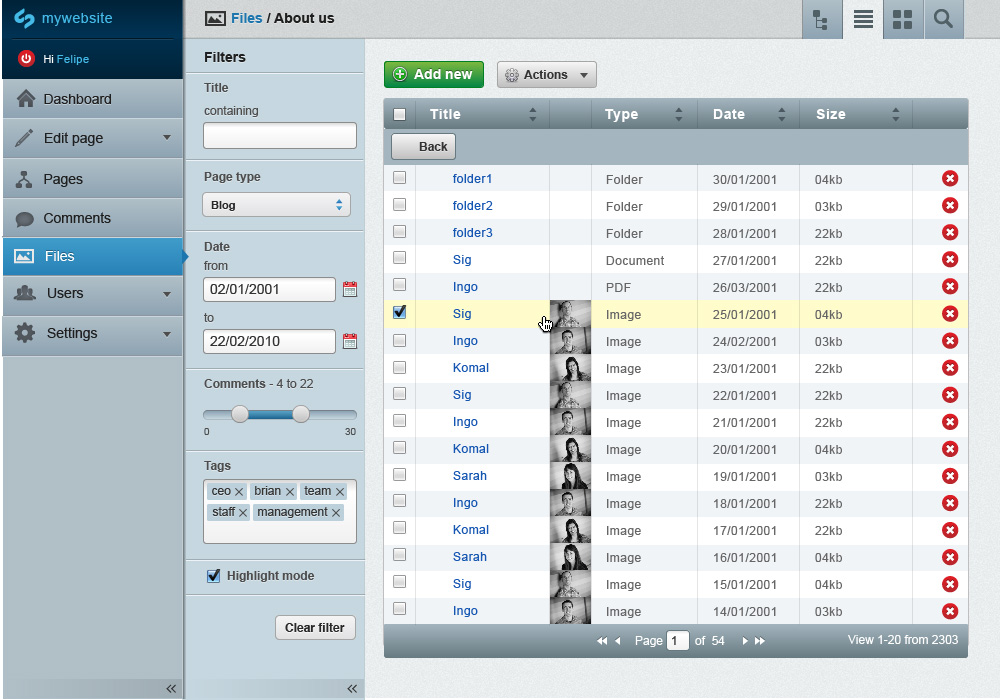 mywebsite
Hi Felipe
Dashboard
Edit page
Pages
Comments
Files
Users
Settings
Files / About us
Filters
Title
containing
Page type
Blog
Date
from
02/01/2001
to
22/02/2010
Comments - 4 to 22
0 30
Tags
ceo brian team
staff management
Highlight mode
Clear filter
Add new Actions
Title Type Date Size
Back
folder1 Folder 30/01/2001 04kb
folder2 Folder 29/01/2001 03kb
folder3 Folder 28/01/2001 22kb
Sig Document 27/01/2001 22kb
Ingo PDF 26/03/2001 22kb
Sig Image 25/01/2001 04kb
Ingo Image 24/02/2001 03kb
Komal Image 23/01/2001 22kb
Sig Image 22/01/2001 22kb
Ingo Image 21/01/2001 22kb
Komal Image 20/01/2001 04kb
Sarah Image 19/01/2001 03kb
Ingo Image 18/01/2001 22kb
Komal Image 17/01/2001 22kb
Sarah Image 16/01/2001 04kb
Sig Image 15/01/2001 04kb
Ingo Image 14/01/2001 03kb
Page 1 of 54 View 1-20 from 2303